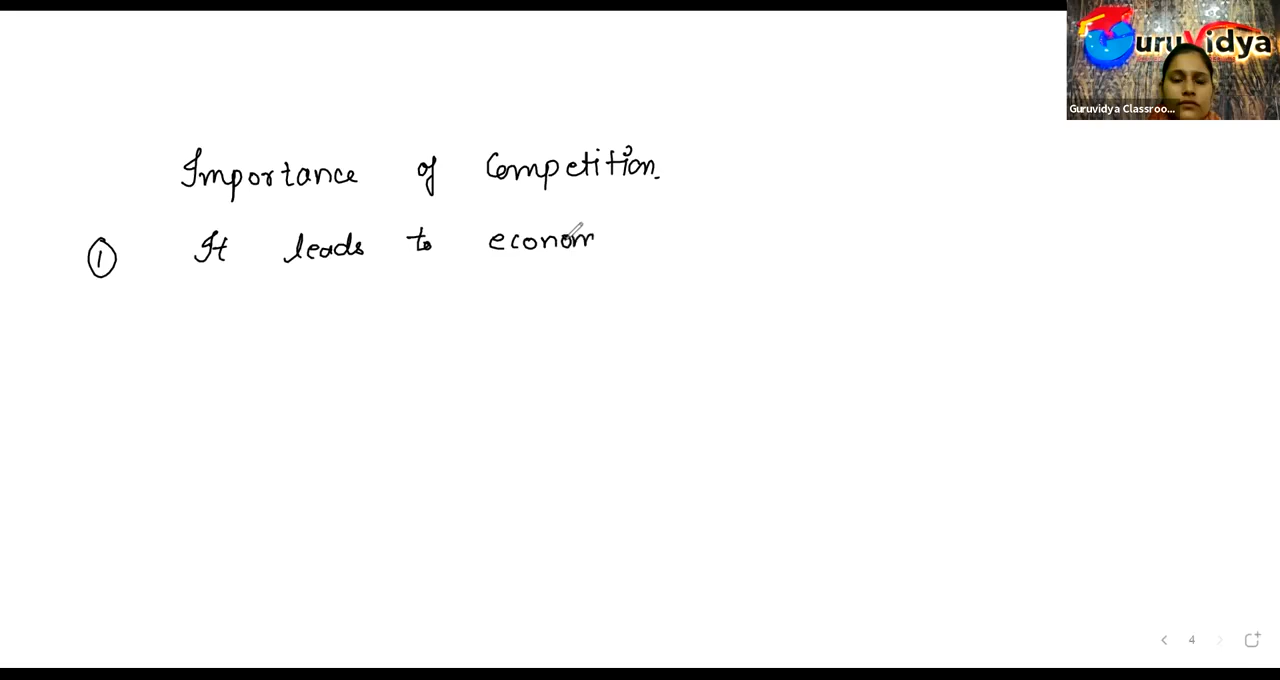 GuruVidya
Guruvidya Classroo...
Importance of Competition.
① It leads to econom
4